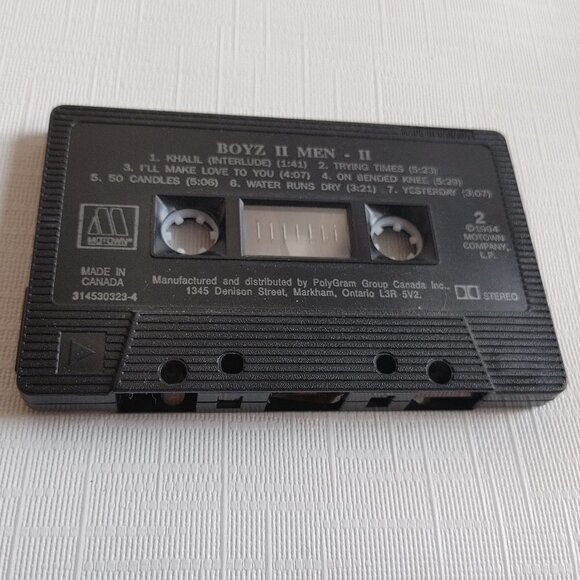 BOYZ II MEN - II
1. KHALIL (INTERLUDE) (1:41) 2. TRYING TIMES (5:23)
3. I'LL MAKE LOVE TO YOU (4:07) 4. ON BENDED KNEE (5:29)
5. 50 CANDLES (5:06) 6. WATER RUNS DRY (3:21) 7. YESTERDAY (3:07)
M
MOTOWN
MADE IN
CANADA
314530323-4
2
©1994
MOTOWN
COMPANY,
L.P.
Manufactured and distributed by PolyGram Group Canada Inc.,
1345 Denison Street, Markham, Ontario L3R 5V2.
STEREO